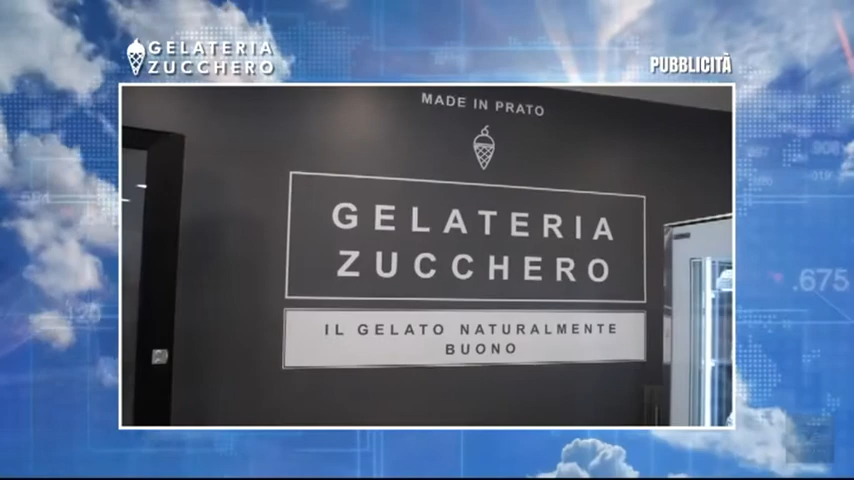 GELATERIA
ZUCCHERO
PUBBLICITÀ
MADE IN PRATO
GELATERIA
ZUCCHERO
IL GELATO NATURALMENTE
BUONO
.675